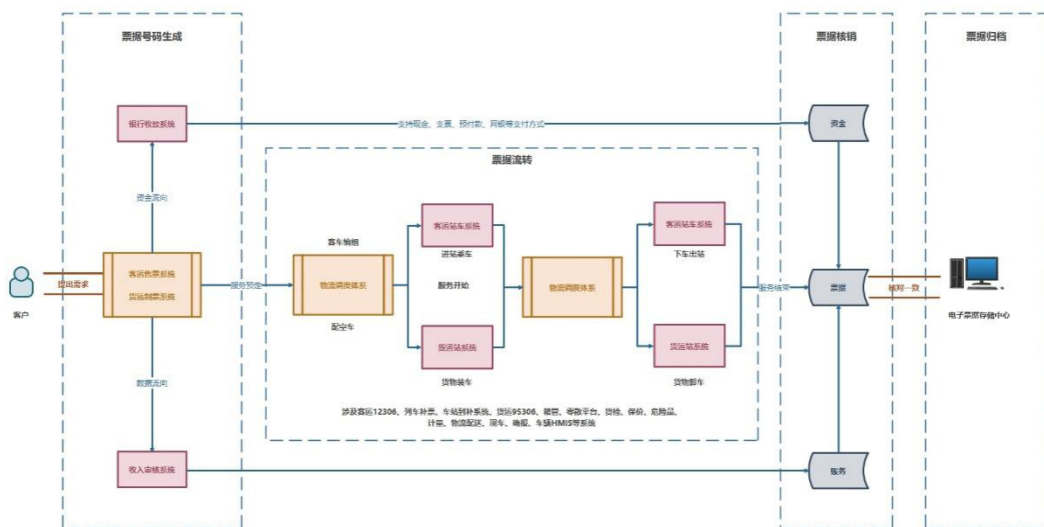 票据号码生成
票据核销
票据归档
银行收款系统
支持现金、支票、预付款、网银等支付方式
资金
票据流转
资金流向
客车编组
客运站车系统
进站乘车
客运站车系统
下车出站
客户
提出需求
客运售票系统
货运制票系统
服务预定
物流调度体系
配空车
服务开始
物流调度体系
服务结束
票据
核对一致
电子票据存储中心
货运站系统
货物装车
货运站系统
货物卸车
数据流向
涉及客运12306、列车补票、车站到补系统、货运95306、箱管、零散平台、货检、保价、危险品、
计量、物流配送、现车、确报、车辆HMIS等系统
收入审核系统
服务